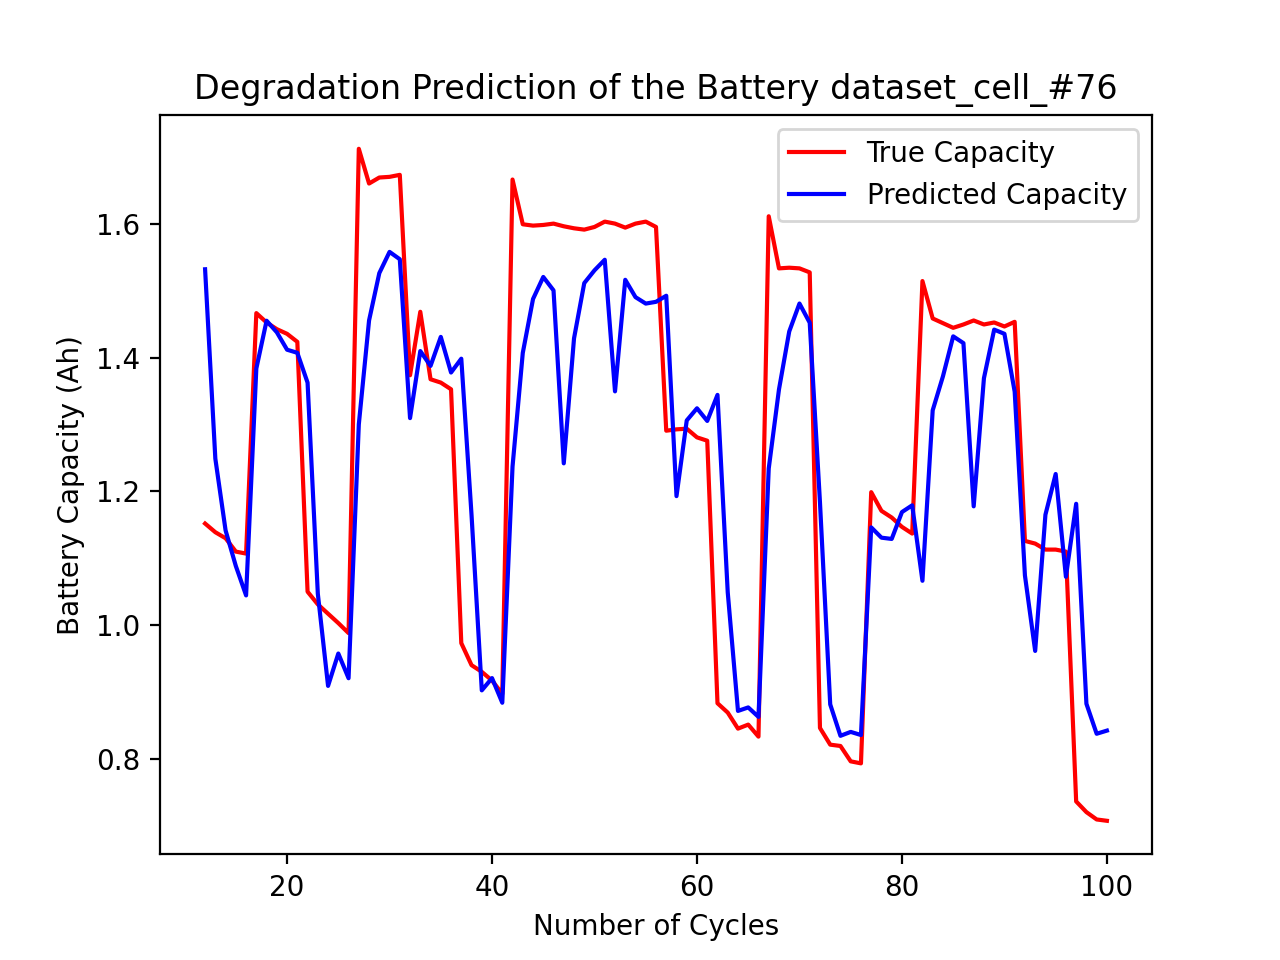 Degradation Prediction of the Battery dataset_cell_#76
True Capacity
Predicted Capacity
Battery Capacity (Ah)
1.6
1.4
1.2
1.0
0.8
20 40 60 80 100
Number of Cycles